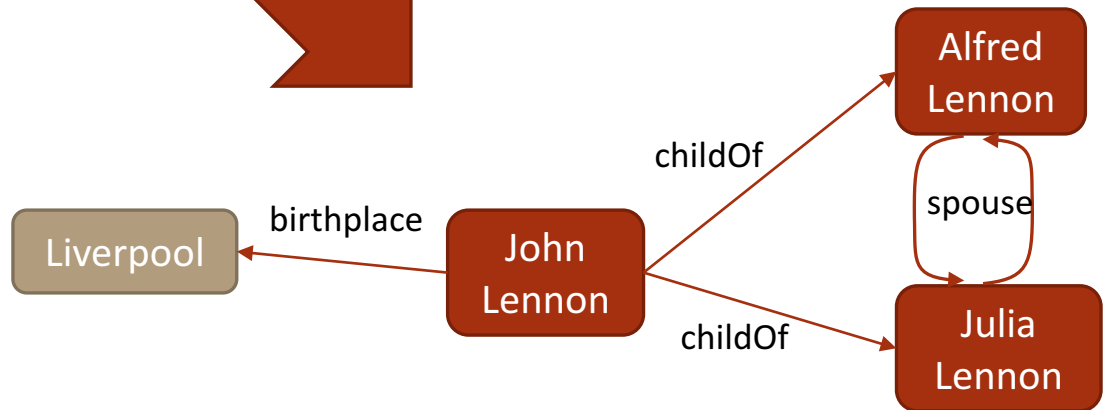 Alfred
Lennon
childOf
spouse
birthplace
Liverpool
John
Lennon
childOf
Julia
Lennon